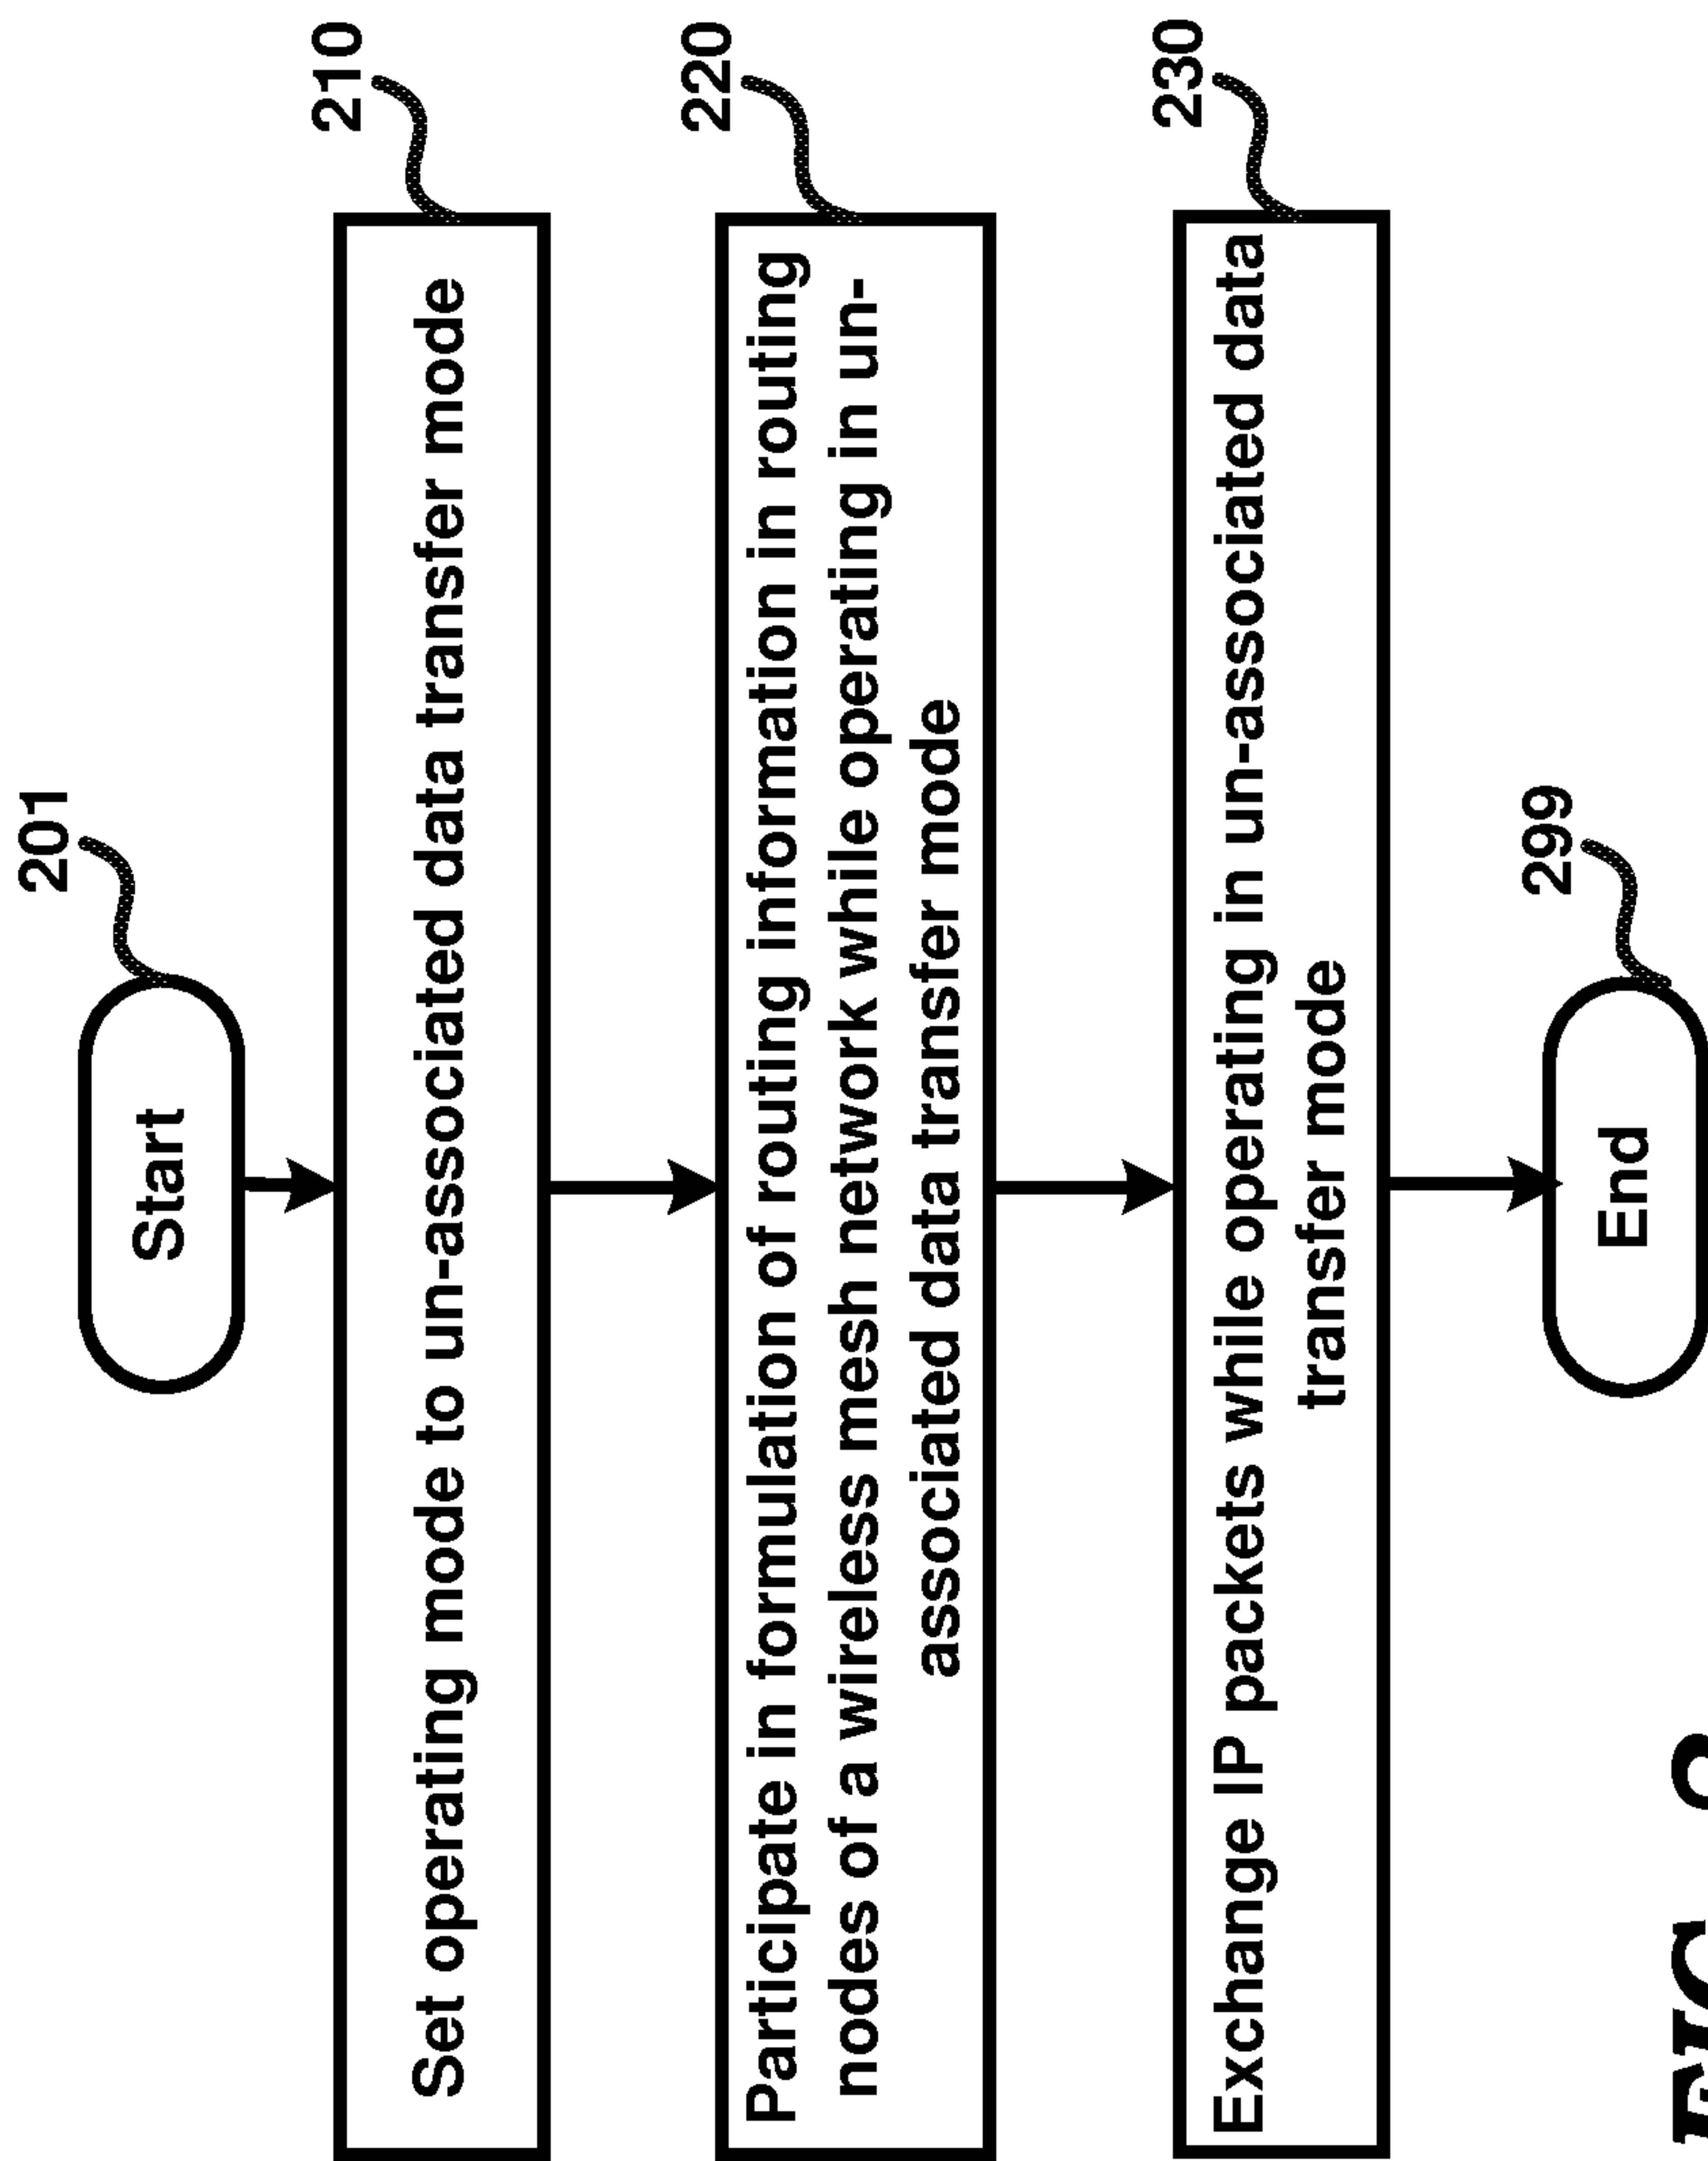 201
Start
210
Set operating mode to un-associated data transfer mode
220
Participate in formulation of routing information in routing
nodes of a wireless mesh network while operating in un-
associated data transfer mode
230
Exchange IP packets while operating in un-associated data
transfer mode
299
End